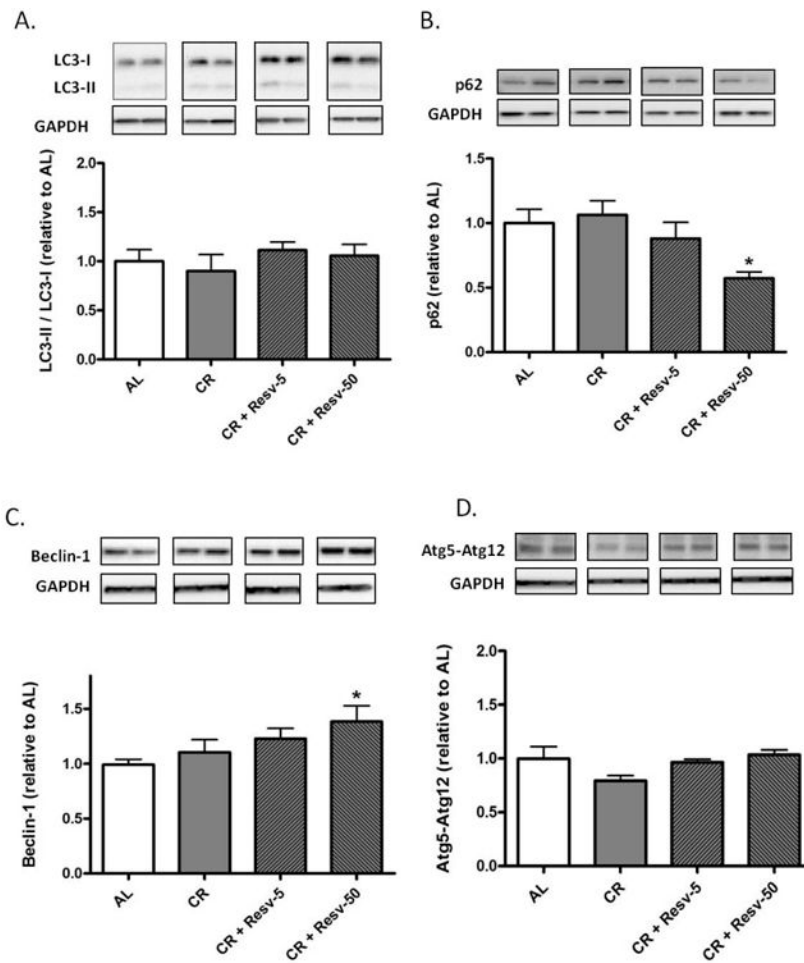 A.
LC3-I
LC3-II
GAPDH
LC3-II / LC3-I (relative to AL)
2.0
1.5
1.0
0.5
0.0
AL
CR
CR + Resv-5
CR + Resv-50
B.
p62
GAPDH
p62 (relative to AL)
1.5
1.0
0.5
0.0
*
AL
CR
CR + Resv-5
CR + Resv-50
C.
Beclin-1
GAPDH
Beclin-1 (relative to AL)
2.0
1.5
1.0
0.5
0.0
*
AL
CR
CR + Resv-5
CR + Resv-50
D.
Atg5-Atg12
GAPDH
Atg5-Atg12 (relative to AL)
2.0
1.5
1.0
0.5
0.0
AL
CR
CR + Resv-5
CR + Resv-50